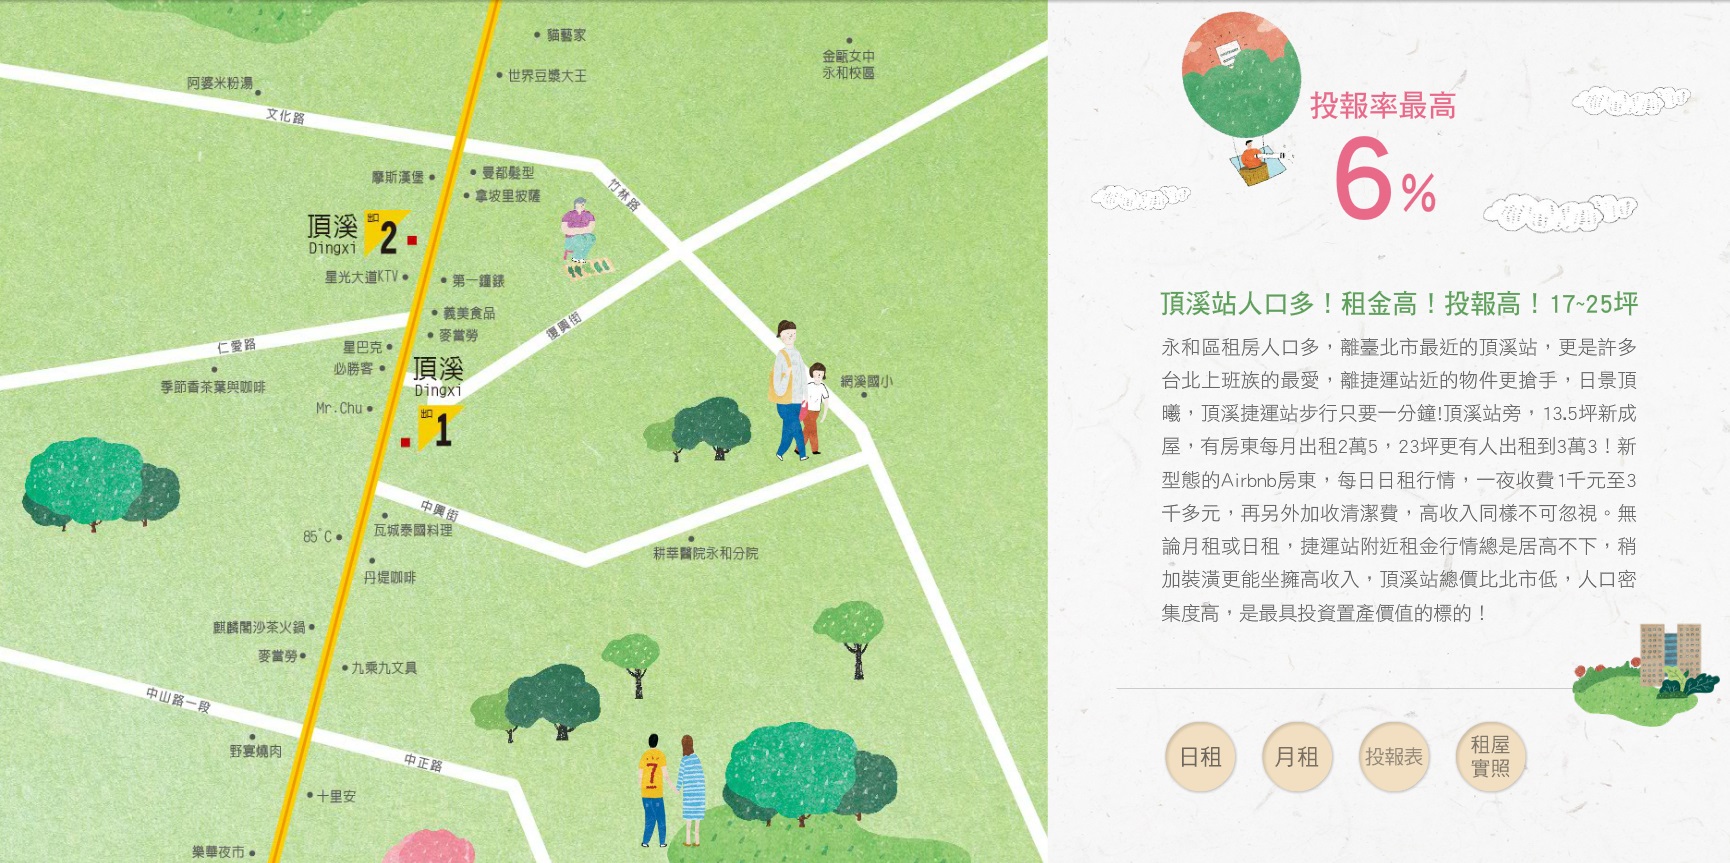 貓藝家
世界豆漿大王
金甌女中
永和校區
阿婆米粉湯
文化路
摩斯漢堡
曼都髮型
拿坡里披薩
竹林路
頂溪
Dingxi
出口
2
星光大道KTV
第一鐘錶
義美食品
麥當勞
復興街
仁愛路
星巴克
必勝客
季節香茶葉與咖啡
頂溪
Dingxi
出口
1
Mr.Chu
網溪國小
中興街
瓦城泰國料理
85°C
丹堤咖啡
耕莘醫院永和分院
麒麟閣沙茶火鍋
麥當勞
九乘九文具
中山路一段
野宴燒肉
中正路
十里安
樂華夜市
7
投報率最高
6%
頂溪站人口多！租金高！投報高！17~25坪
永和區租房人口多，離臺北市最近的頂溪站，更是許多
台北上班族的最愛，離捷運站近的物件更搶手，日景頂
曦，頂溪捷運站步行只要一分鐘!頂溪站旁，13.5坪新成
屋，有房東每月出租2萬5，23坪更有人出租到3萬3！新
型態的Airbnb房東，每日日租行情，一夜收費1千元至3
千多元，再另外加收清潔費，高收入同樣不可忽視。無
論月租或日租，捷運站附近租金行情總是居高不下，稍
加裝潢更能坐擁高收入，頂溪站總價比北市低，人口密
集度高，是最具投資置產價值的標的！
日租
月租
投報表
租屋
實照